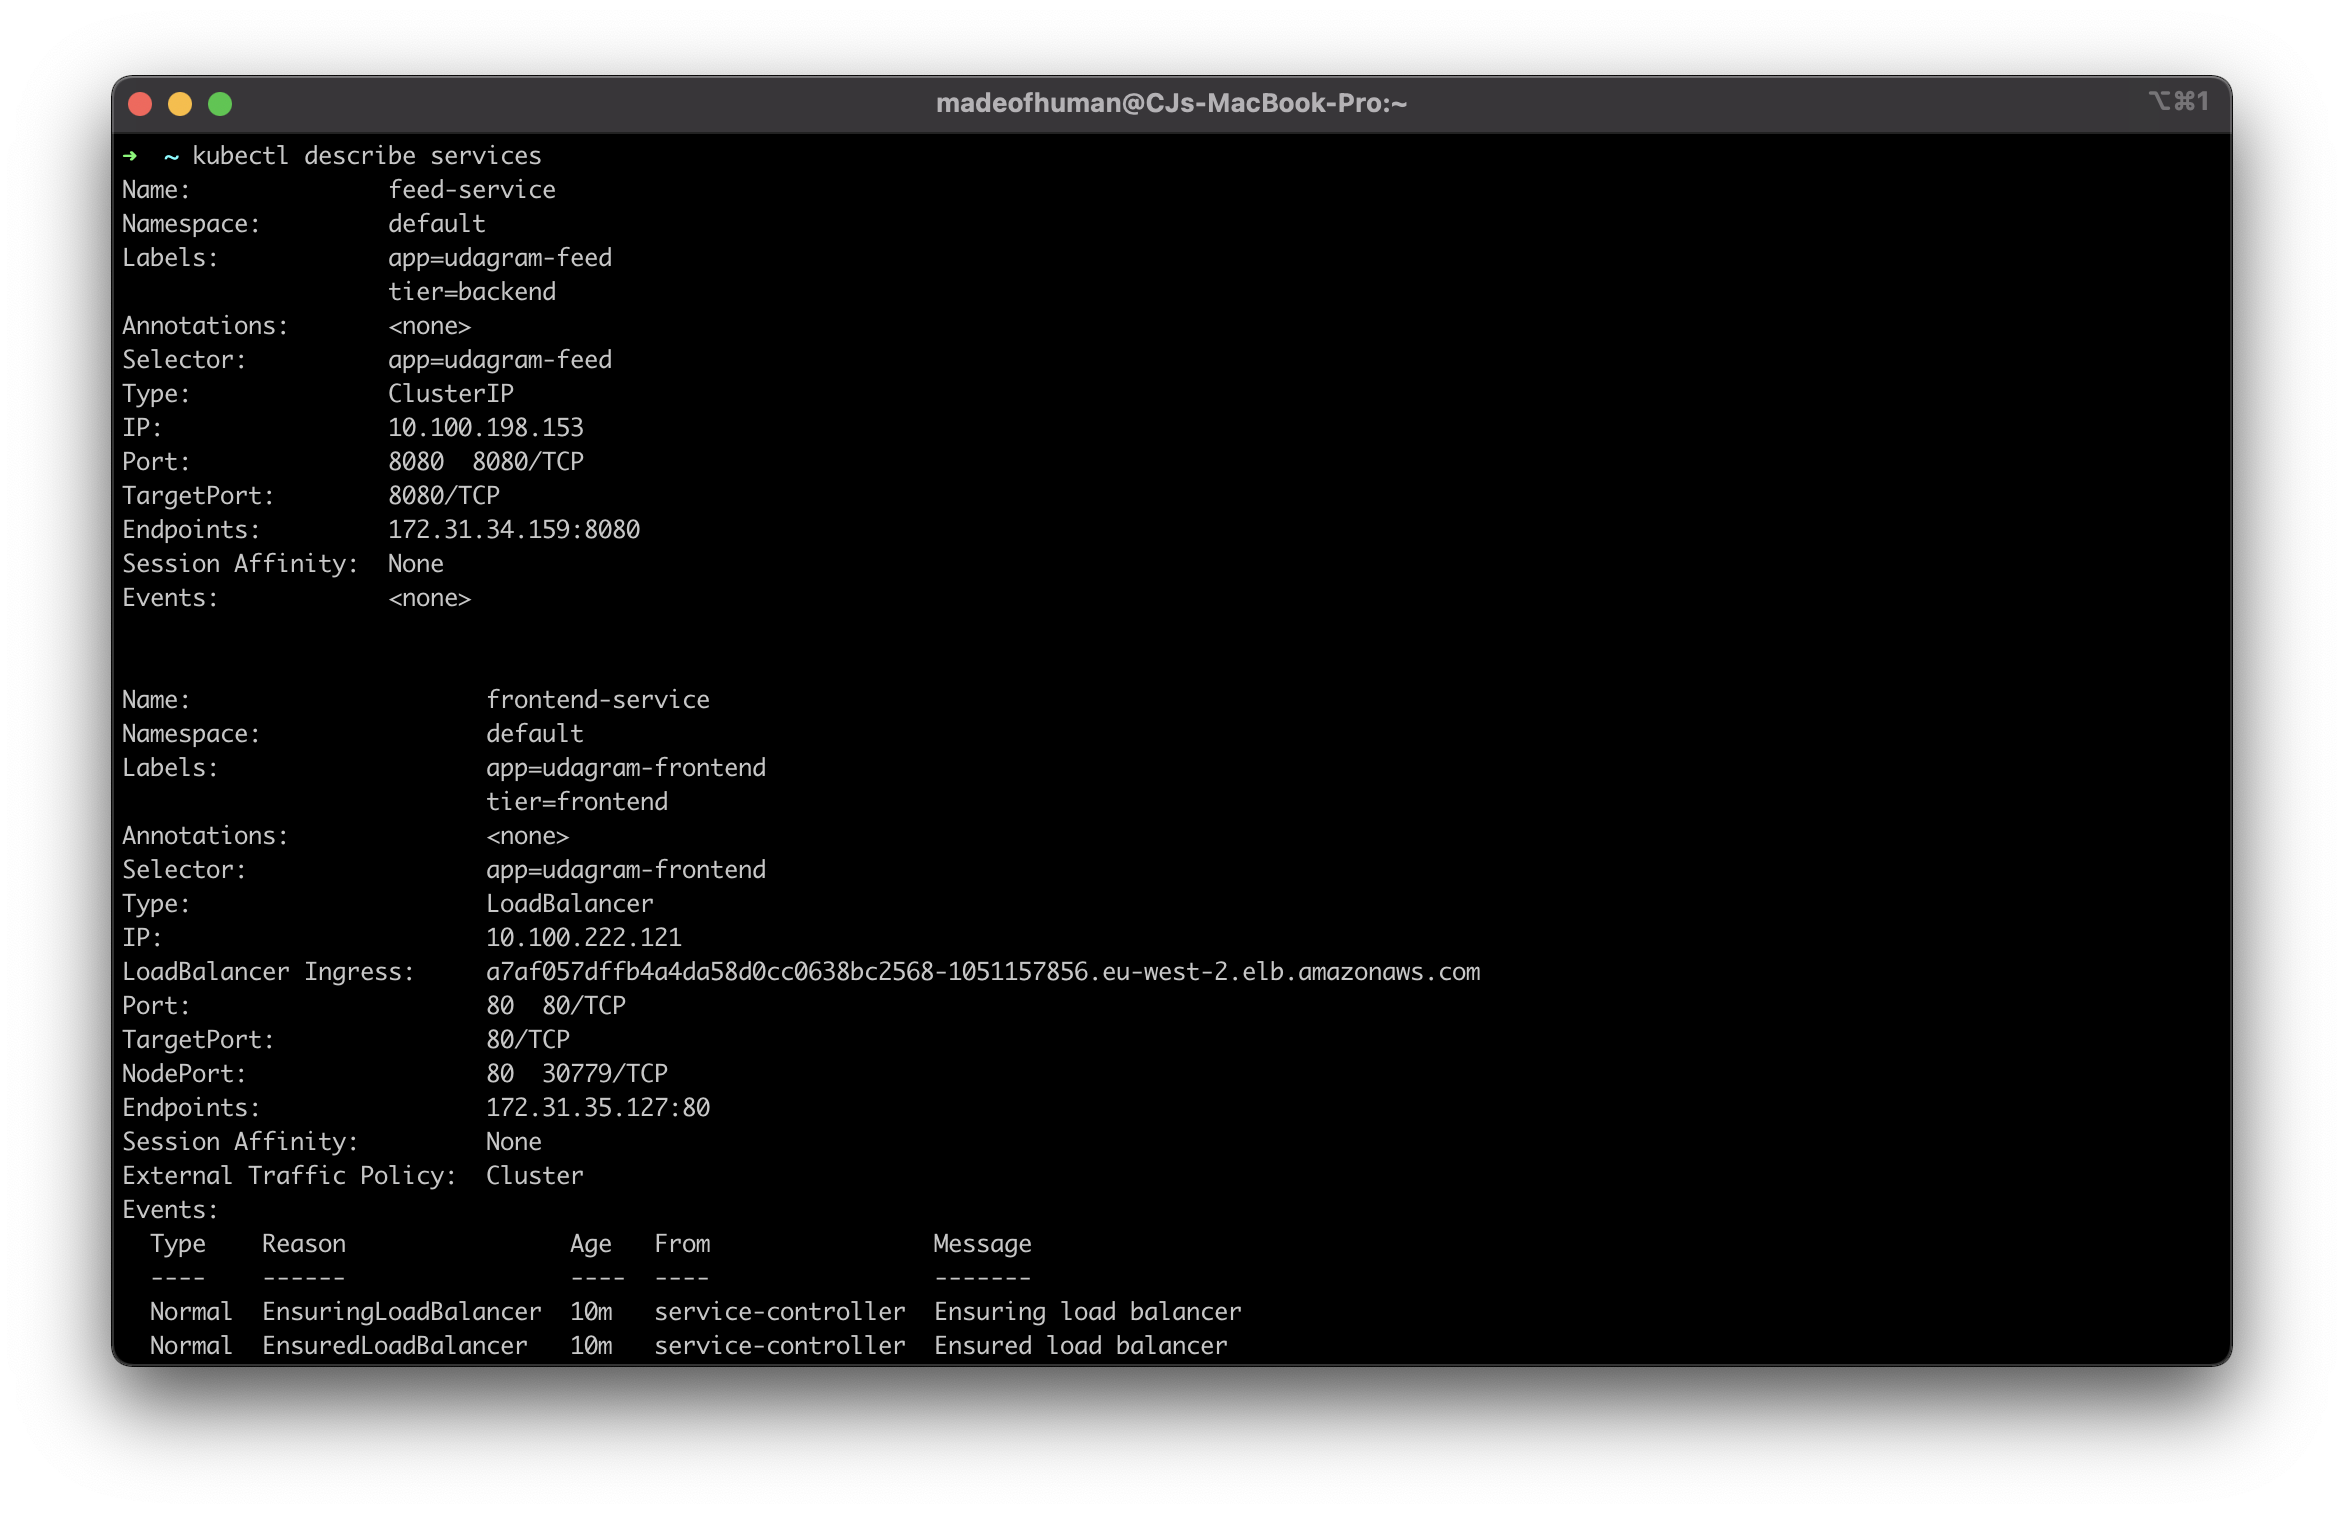 madeofhuman@CJs-MacBook-Pro:~
⌥⌘1
➜  ~ kubectl describe services
Name:              feed-service
Namespace:         default
Labels:            app=udagram-feed
                   tier=backend
Annotations:       <none>
Selector:          app=udagram-feed
Type:              ClusterIP
IP:                10.100.198.153
Port:              8080  8080/TCP
TargetPort:        8080/TCP
Endpoints:         172.31.34.159:8080
Session Affinity:  None
Events:            <none>


Name:                     frontend-service
Namespace:                default
Labels:                   app=udagram-frontend
                          tier=frontend
Annotations:              <none>
Selector:                 app=udagram-frontend
Type:                     LoadBalancer
IP:                       10.100.222.121
LoadBalancer Ingress:     a7af057dffb4a4da58d0cc0638bc2568-1051157856.eu-west-2.elb.amazonaws.com
Port:                     80  80/TCP
TargetPort:               80/TCP
NodePort:                 80  30779/TCP
Endpoints:                172.31.35.127:80
Session Affinity:         None
External Traffic Policy:  Cluster
Events:
  Type    Reason                Age   From                Message
  ----    ------                ----  ----                -------
  Normal  EnsuringLoadBalancer  10m   service-controller  Ensuring load balancer
  Normal  EnsuredLoadBalancer   10m   service-controller  Ensured load balancer